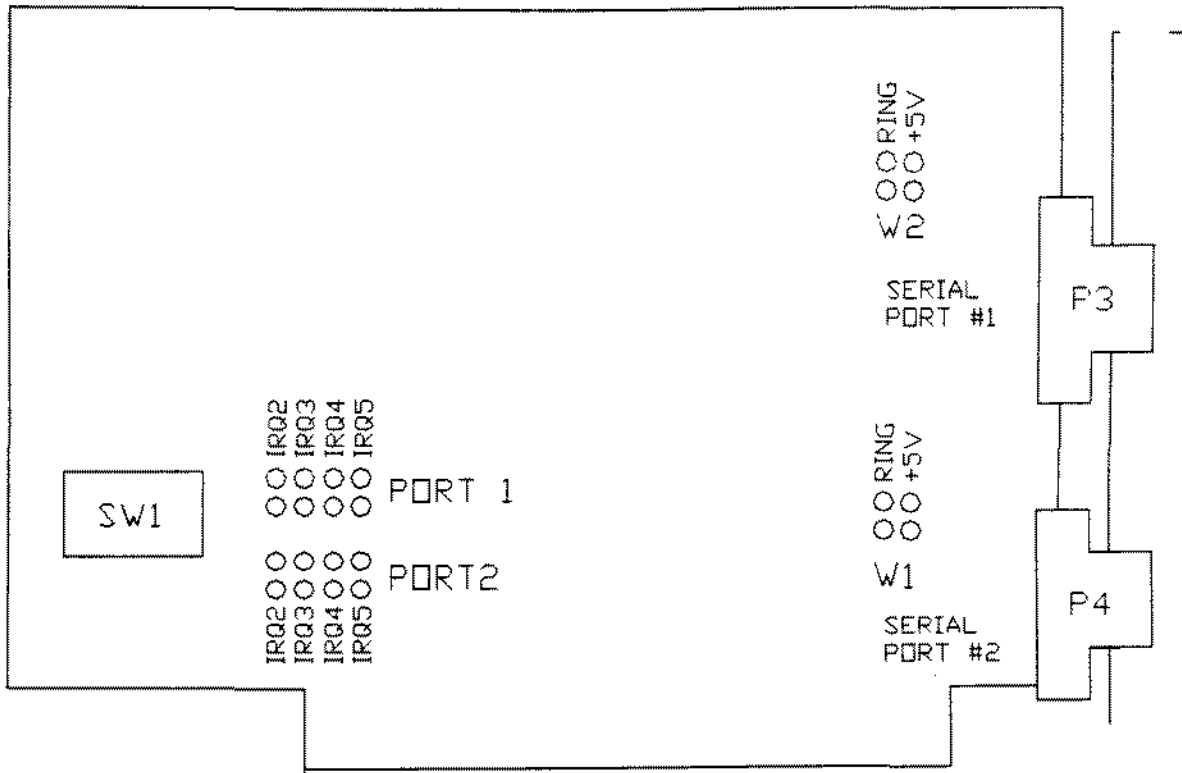 RING
+5V
W2
SERIAL
PORT #1
P3
IRQ2
IRQ3
IRQ4
IRQ5
PORT 1
SW1
PORT2
IRQ2
IRQ3
IRQ4
IRQ5
RING
+5V
W1
SERIAL
PORT #2
P4